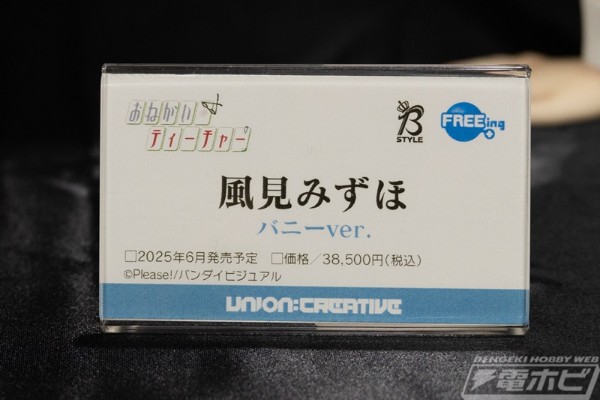 おねがい
ティーチャー
B
STYLE
FREEing
風見みずほ
バニーver.
□2025年6月発売予定 □価格／38,500円(税込)
©Please!/バンダイビジュアル
UNION:CREATIVE
DENGEKI HOBBY WEB
電ホビ